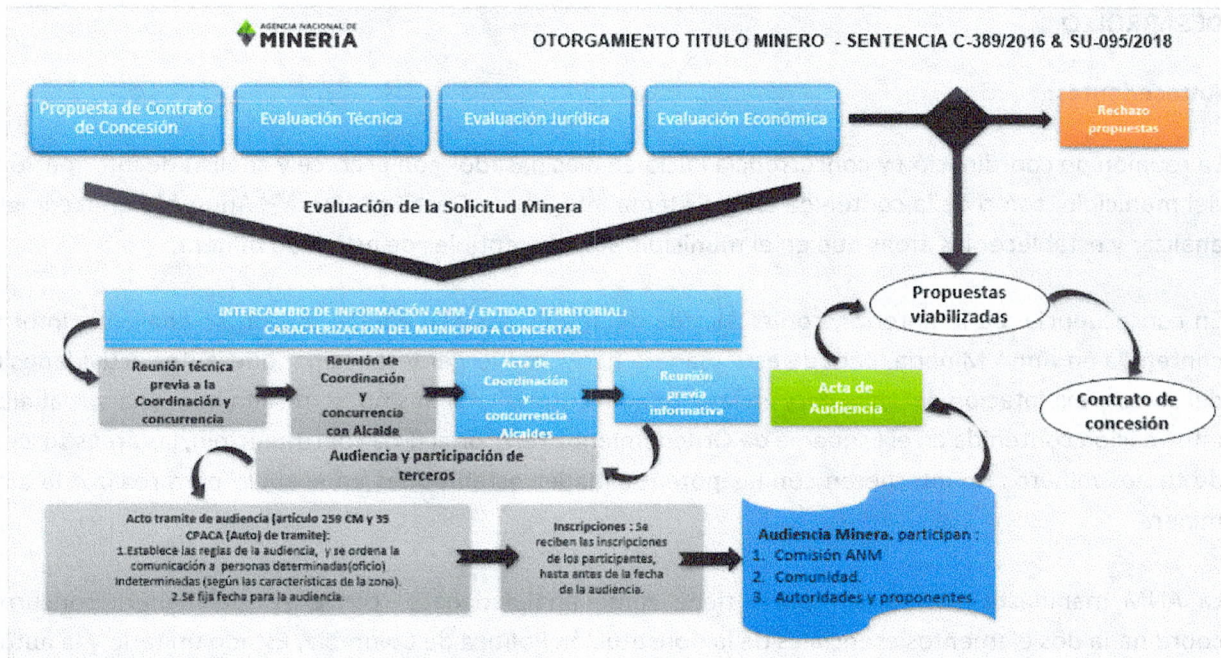 AGENCIA NACIONAL DE
MINERÍA
OTORGAMIENTO TITULO MINERO - SENTENCIA C-389/2016 & SU-095/2018
Propuesta de Contrato
de Concesión
Evaluación Técnica
Evaluación Jurídica
Evaluación Económica
Rechazo
propuestas
Evaluación de la Solicitud Minera
INTERCAMBIO DE INFORMACIÓN ANM / ENTIDAD TERRITORIAL:
CARACTERIZACION DEL MUNICIPIO A CONCERTAR
Propuestas
viabilizadas
Reunión técnica
previa a la
Coordinación y
concurrencia
Reunión de
Coordinación
y
concurrencia
con Alcalde
Acta de
Coordinación
y
concurrencia
Alcaldes
Reunión
previa
informativa
Acta de
Audiencia
Contrato de
concesión
Audiencia y participación de
terceros
Acto tramite de audiencia (artículo 259 CM y 35
CPACA (Auto) de tramite):
1.Establece las reglas de la audiencia, y se ordena la
comunicación a personas determinadas(oficio)
indeterminadas (según las características de la zona).
2.Se fija fecha para la audiencia.
Inscripciones : Se
reciben las inscripciones
de los participantes,
hasta antes de la fecha
de la audiencia.
Audiencia Minera. participan :
1. Comisión ANM
2. Comunidad.
3. Autoridades y proponentes.